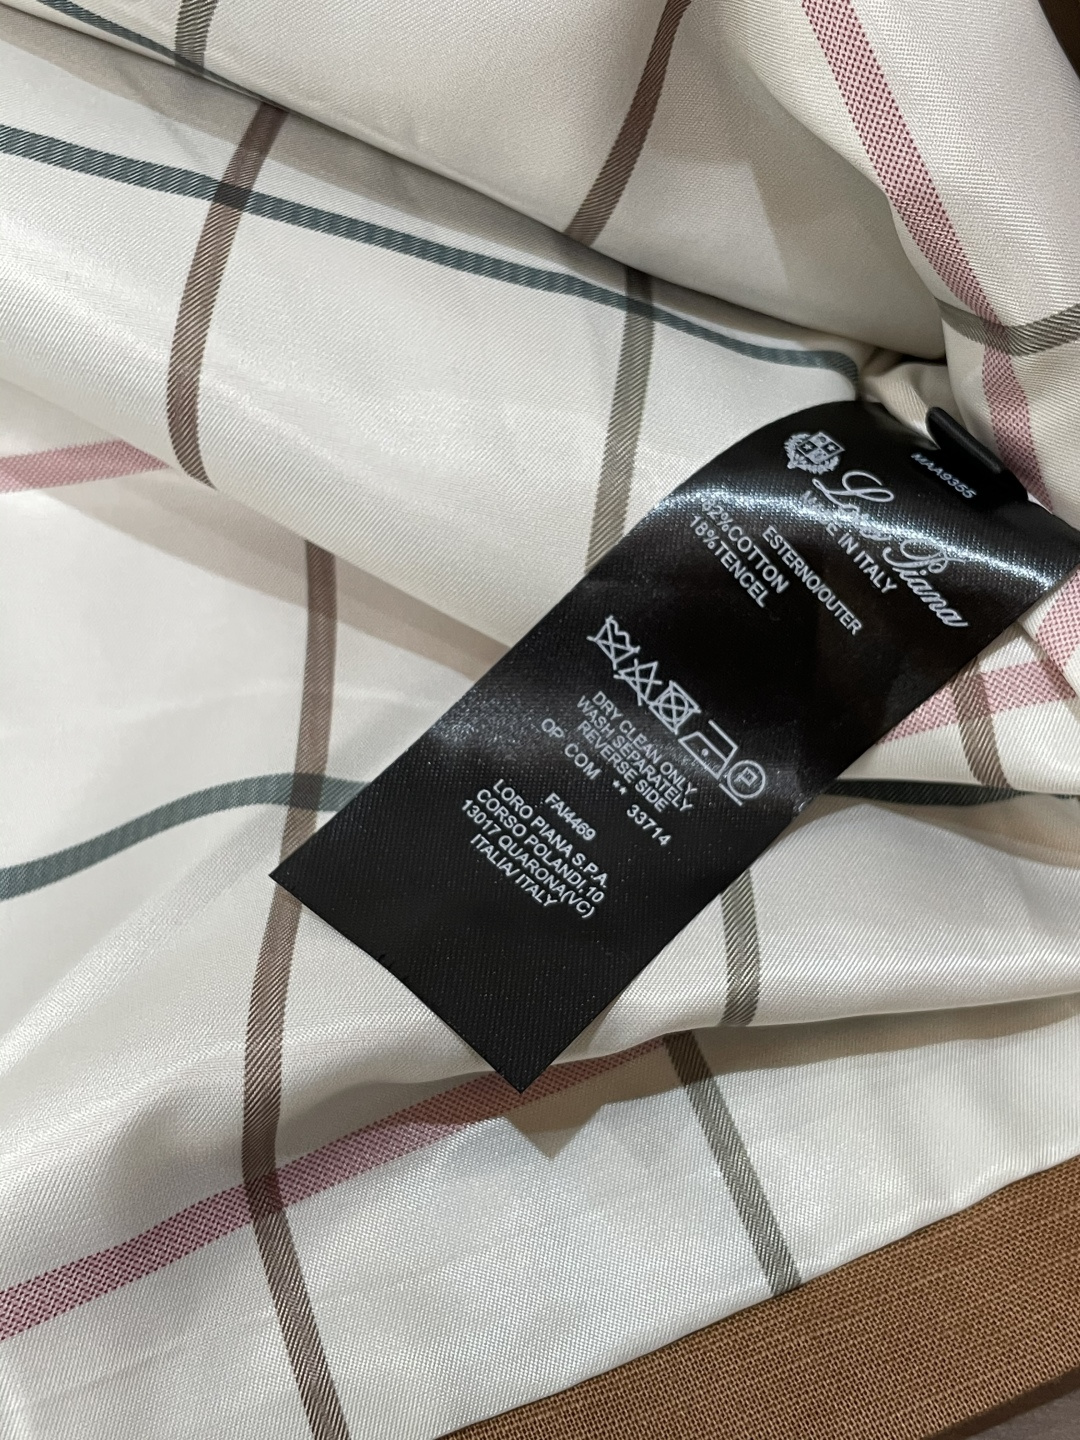 MAA9355
Loro Piana
MADE IN ITALY
ESTERNO/OUTER
82%COTTON
18%TENCEL
P
DRY CLEAN ONLY
WASH SEPARATELY
REVERSE SIDE
OP COM ** 33714
FAI4469
LORO PIANA S.P.A.
CORSO POLANDI,10
13017 QUARONA(VC)
ITALIA/ ITALY